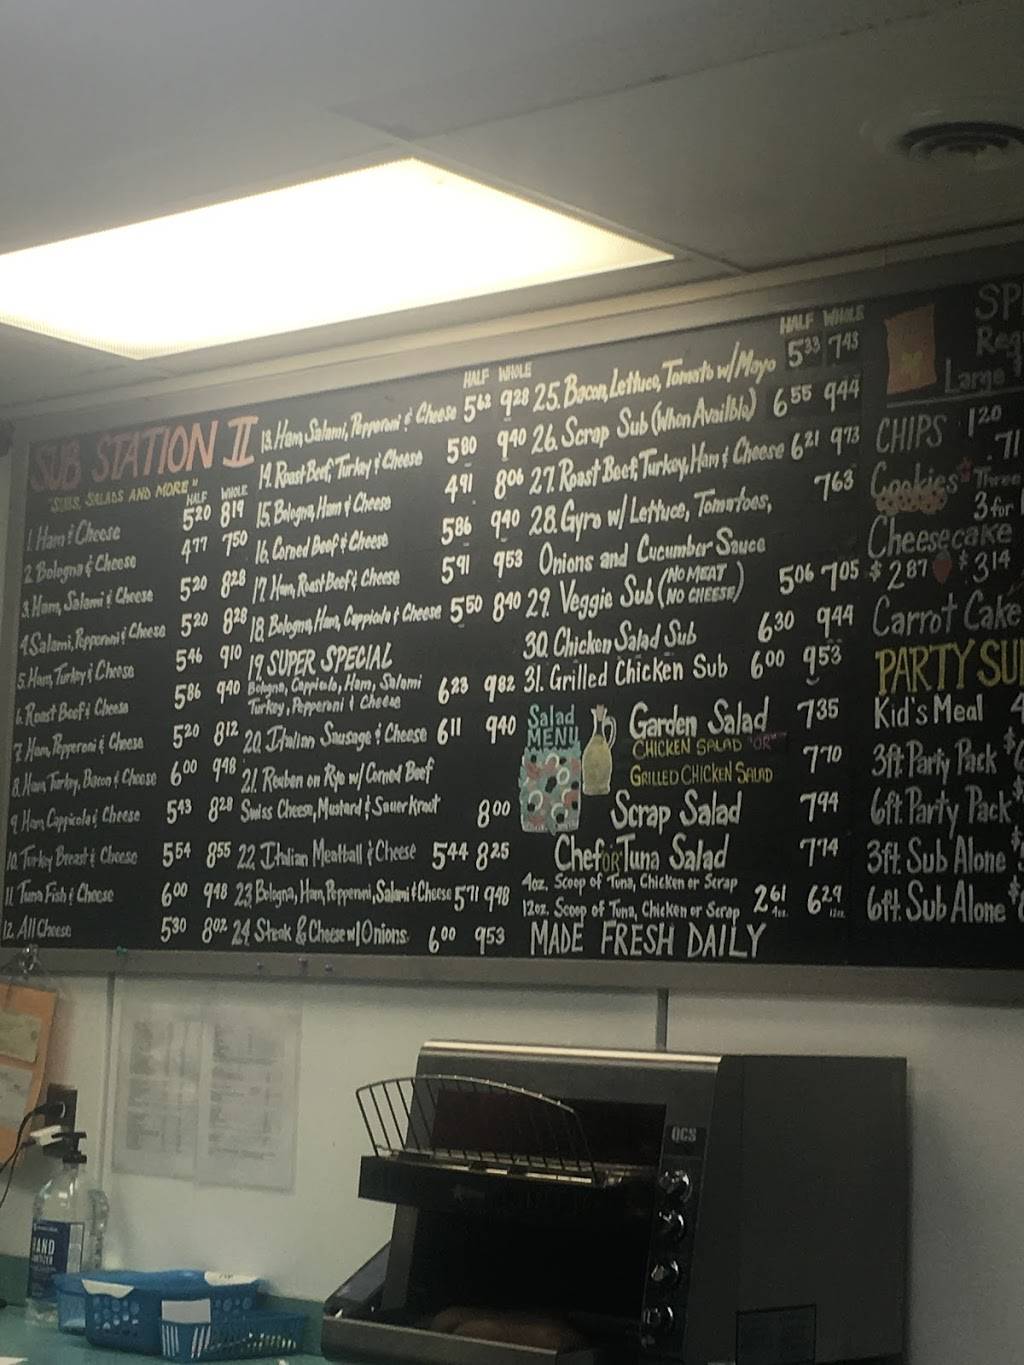 SUB STATION II
"SUBS, SALADS AND MORE"
HALF WHOLE
1. Ham & Cheese 5.20 8.19
2. Bologna & Cheese 4.77 7.50
3. Ham, Salami & Cheese 5.20 8.28
4. Salami, Pepperoni & Cheese 5.20 8.28
5. Ham, Turkey & Cheese 5.46 9.10
6. Roast Beef & Cheese 5.86 9.40
7. Ham, Pepperoni & Cheese 5.20 8.12
8. Ham, Turkey, Bacon & Cheese 6.00 9.48
9. Ham, Cappicola & Cheese 5.43 8.28
10. Turkey Breast & Cheese 5.54 8.55
11. Tuna Fish & Cheese 6.00 9.48
12. All Cheese 5.30 8.02
HALF WHOLE
13. Ham, Salami, Pepperoni & Cheese 5.63 9.28
14. Roast Beef, Turkey & Cheese 5.80 9.40
15. Bologna, Ham & Cheese 4.91 8.06
16. Corned Beef & Cheese 5.86 9.40
17. Ham, Roast Beef & Cheese 5.91 9.53
18. Bologna, Ham, Cappicola & Cheese 5.50 8.40
19. SUPER SPECIAL
Bologna, Cappicola, Ham, Salami
Turkey, Pepperoni & Cheese 6.23 9.82
20. Italian Sausage & Cheese 6.11 9.40
21. Reuben on Rye w/ Corned Beef
Swiss Cheese, Mustard & Sauer Kraut 8.00
22. Italian Meatball & Cheese 5.44 8.25
23. Bologna, Ham, Pepperoni, Salami & Cheese 5.71 9.48
24. Steak & Cheese w/ Onions 6.00 9.53
HALF WHOLE
25. Bacon, Lettuce, Tomato w/ Mayo 5.33 7.43
26. Scrap Sub (When Availble) 6.55 9.44
27. Roast Beef, Turkey, Ham & Cheese 6.21 9.73
28. Gyro w/ Lettuce, Tomatoes, 7.63
Onions and Cucumber Sauce
29. Veggie Sub (NO MEAT NO CHEESE) 5.06 7.05
30. Chicken Salad Sub 6.30 9.44
31. Grilled Chicken Sub 6.00 9.53
Salad MENU
Garden Salad 7.35
CHICKEN SALAD "OR"
GRILLED CHICKEN SALAD 7.70
Scrap Salad 7.94
Chef OR Tuna Salad 7.74
4oz. Scoop of Tuna, Chicken or Scrap
12oz. Scoop of Tuna, Chicken or Scrap 2.61 4oz. 6.29 12oz.
MADE FRESH DAILY
Large
CHIPS 1.20
Cookies .71
Three
3 for
Cheesecake
$2.87 $3.14
Carrot Cake
PARTY SU
Kid's Meal 4
3ft. Party Pack $
6ft. Party Pack $
3ft. Sub Alone $
6ft. Sub Alone $
QCS
HAND